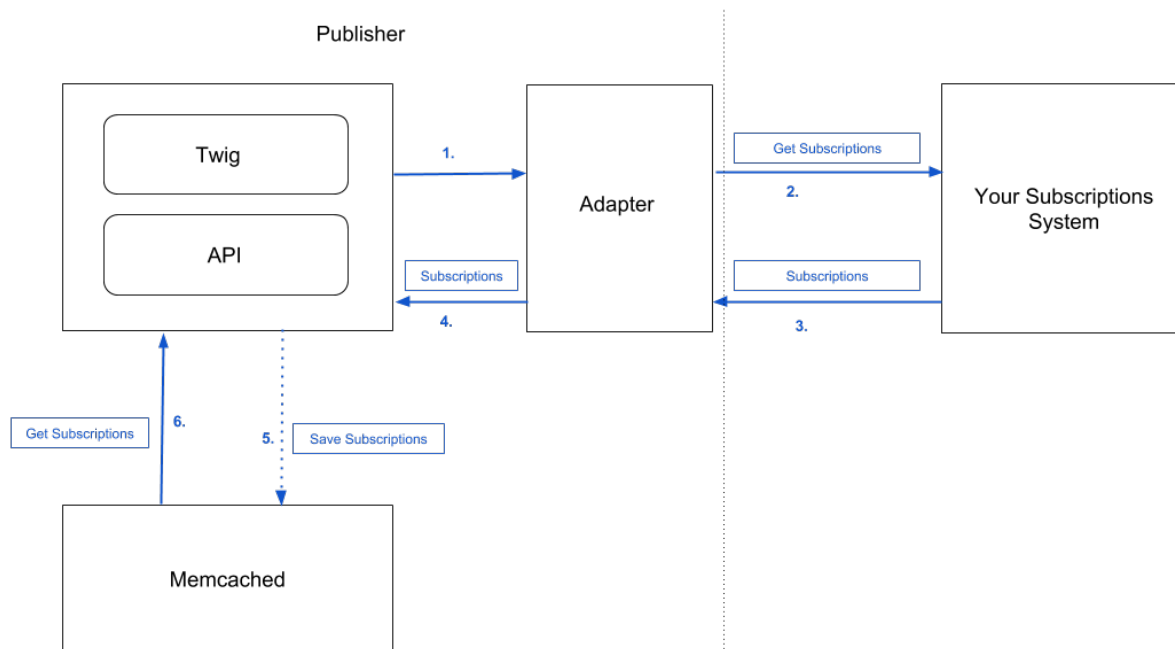 Publisher
Twig
API
1.
Adapter
Get Subscriptions
2.
Your Subscriptions
System
Subscriptions
4.
Subscriptions
3.
Get Subscriptions
6.
5.
Save Subscriptions
Memcached